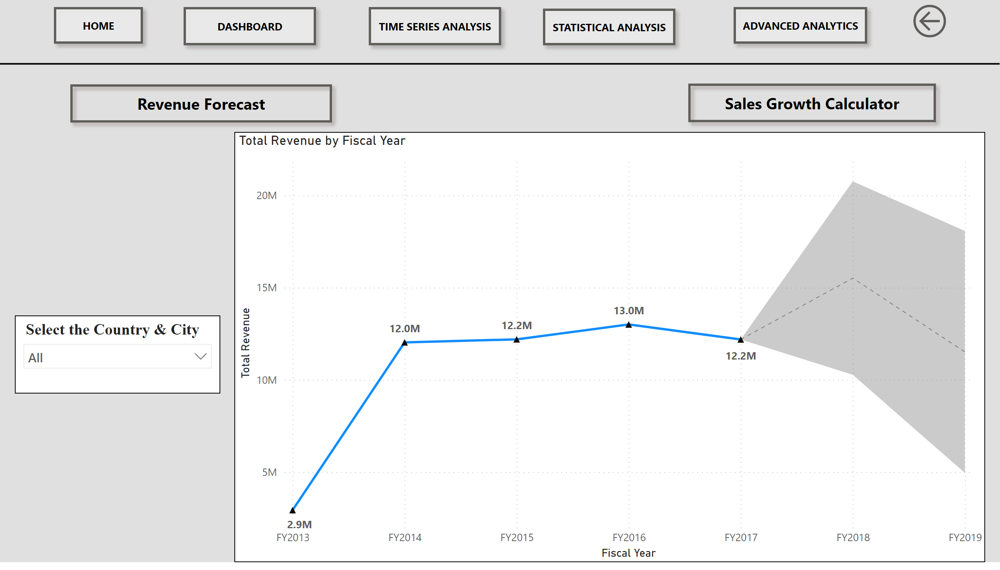 HOME
DASHBOARD
TIME SERIES ANALYSIS
STATISTICAL ANALYSIS
ADVANCED ANALYTICS
Revenue Forecast
Sales Growth Calculator
Select the Country & City
All
Total Revenue by Fiscal Year
Total Revenue
20M
15M
10M
5M
2.9M
12.0M
12.2M
13.0M
12.2M
FY2013
FY2014
FY2015
FY2016
FY2017
FY2018
FY2019
Fiscal Year